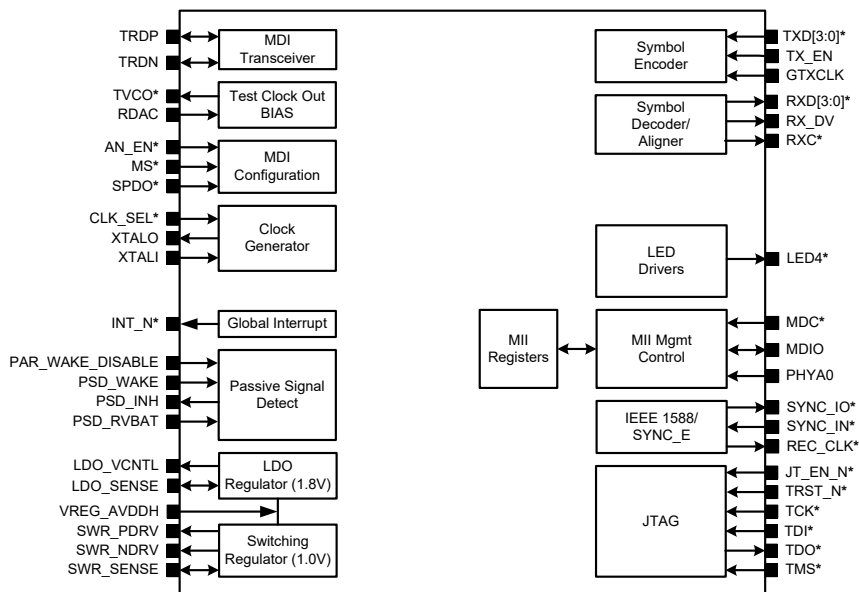 TRDP
TRDN
MDI
Transceiver
TVCO*
RDAC
Test Clock Out
BIAS
AN_EN*
MS*
SPDO*
MDI
Configuration
CLK_SEL*
XTALO
XTALI
Clock
Generator
INT_N*
Global Interrupt
PAR_WAKE_DISABLE
PSD_WAKE
PSD_INH
PSD_RVBAT
Passive Signal
Detect
LDO_VCNTL
LDO_SENSE
LDO
Regulator (1.8V)
VREG_AVDDH
SWR_PDRV
SWR_NDRV
SWR_SENSE
Switching
Regulator (1.0V)
Symbol
Encoder
TXD[3:0]*
TX_EN
GTXCLK
Symbol
Decoder/
Aligner
RXD[3:0]*
RX_DV
RXC*
LED
Drivers
LED4*
MII
Registers
MII Mgmt
Control
MDC*
MDIO
PHYA0
IEEE 1588/
SYNC_E
SYNC_IO*
SYNC_IN*
REC_CLK*
JTAG
JT_EN_N*
TRST_N*
TCK*
TDI*
TDO*
TMS*